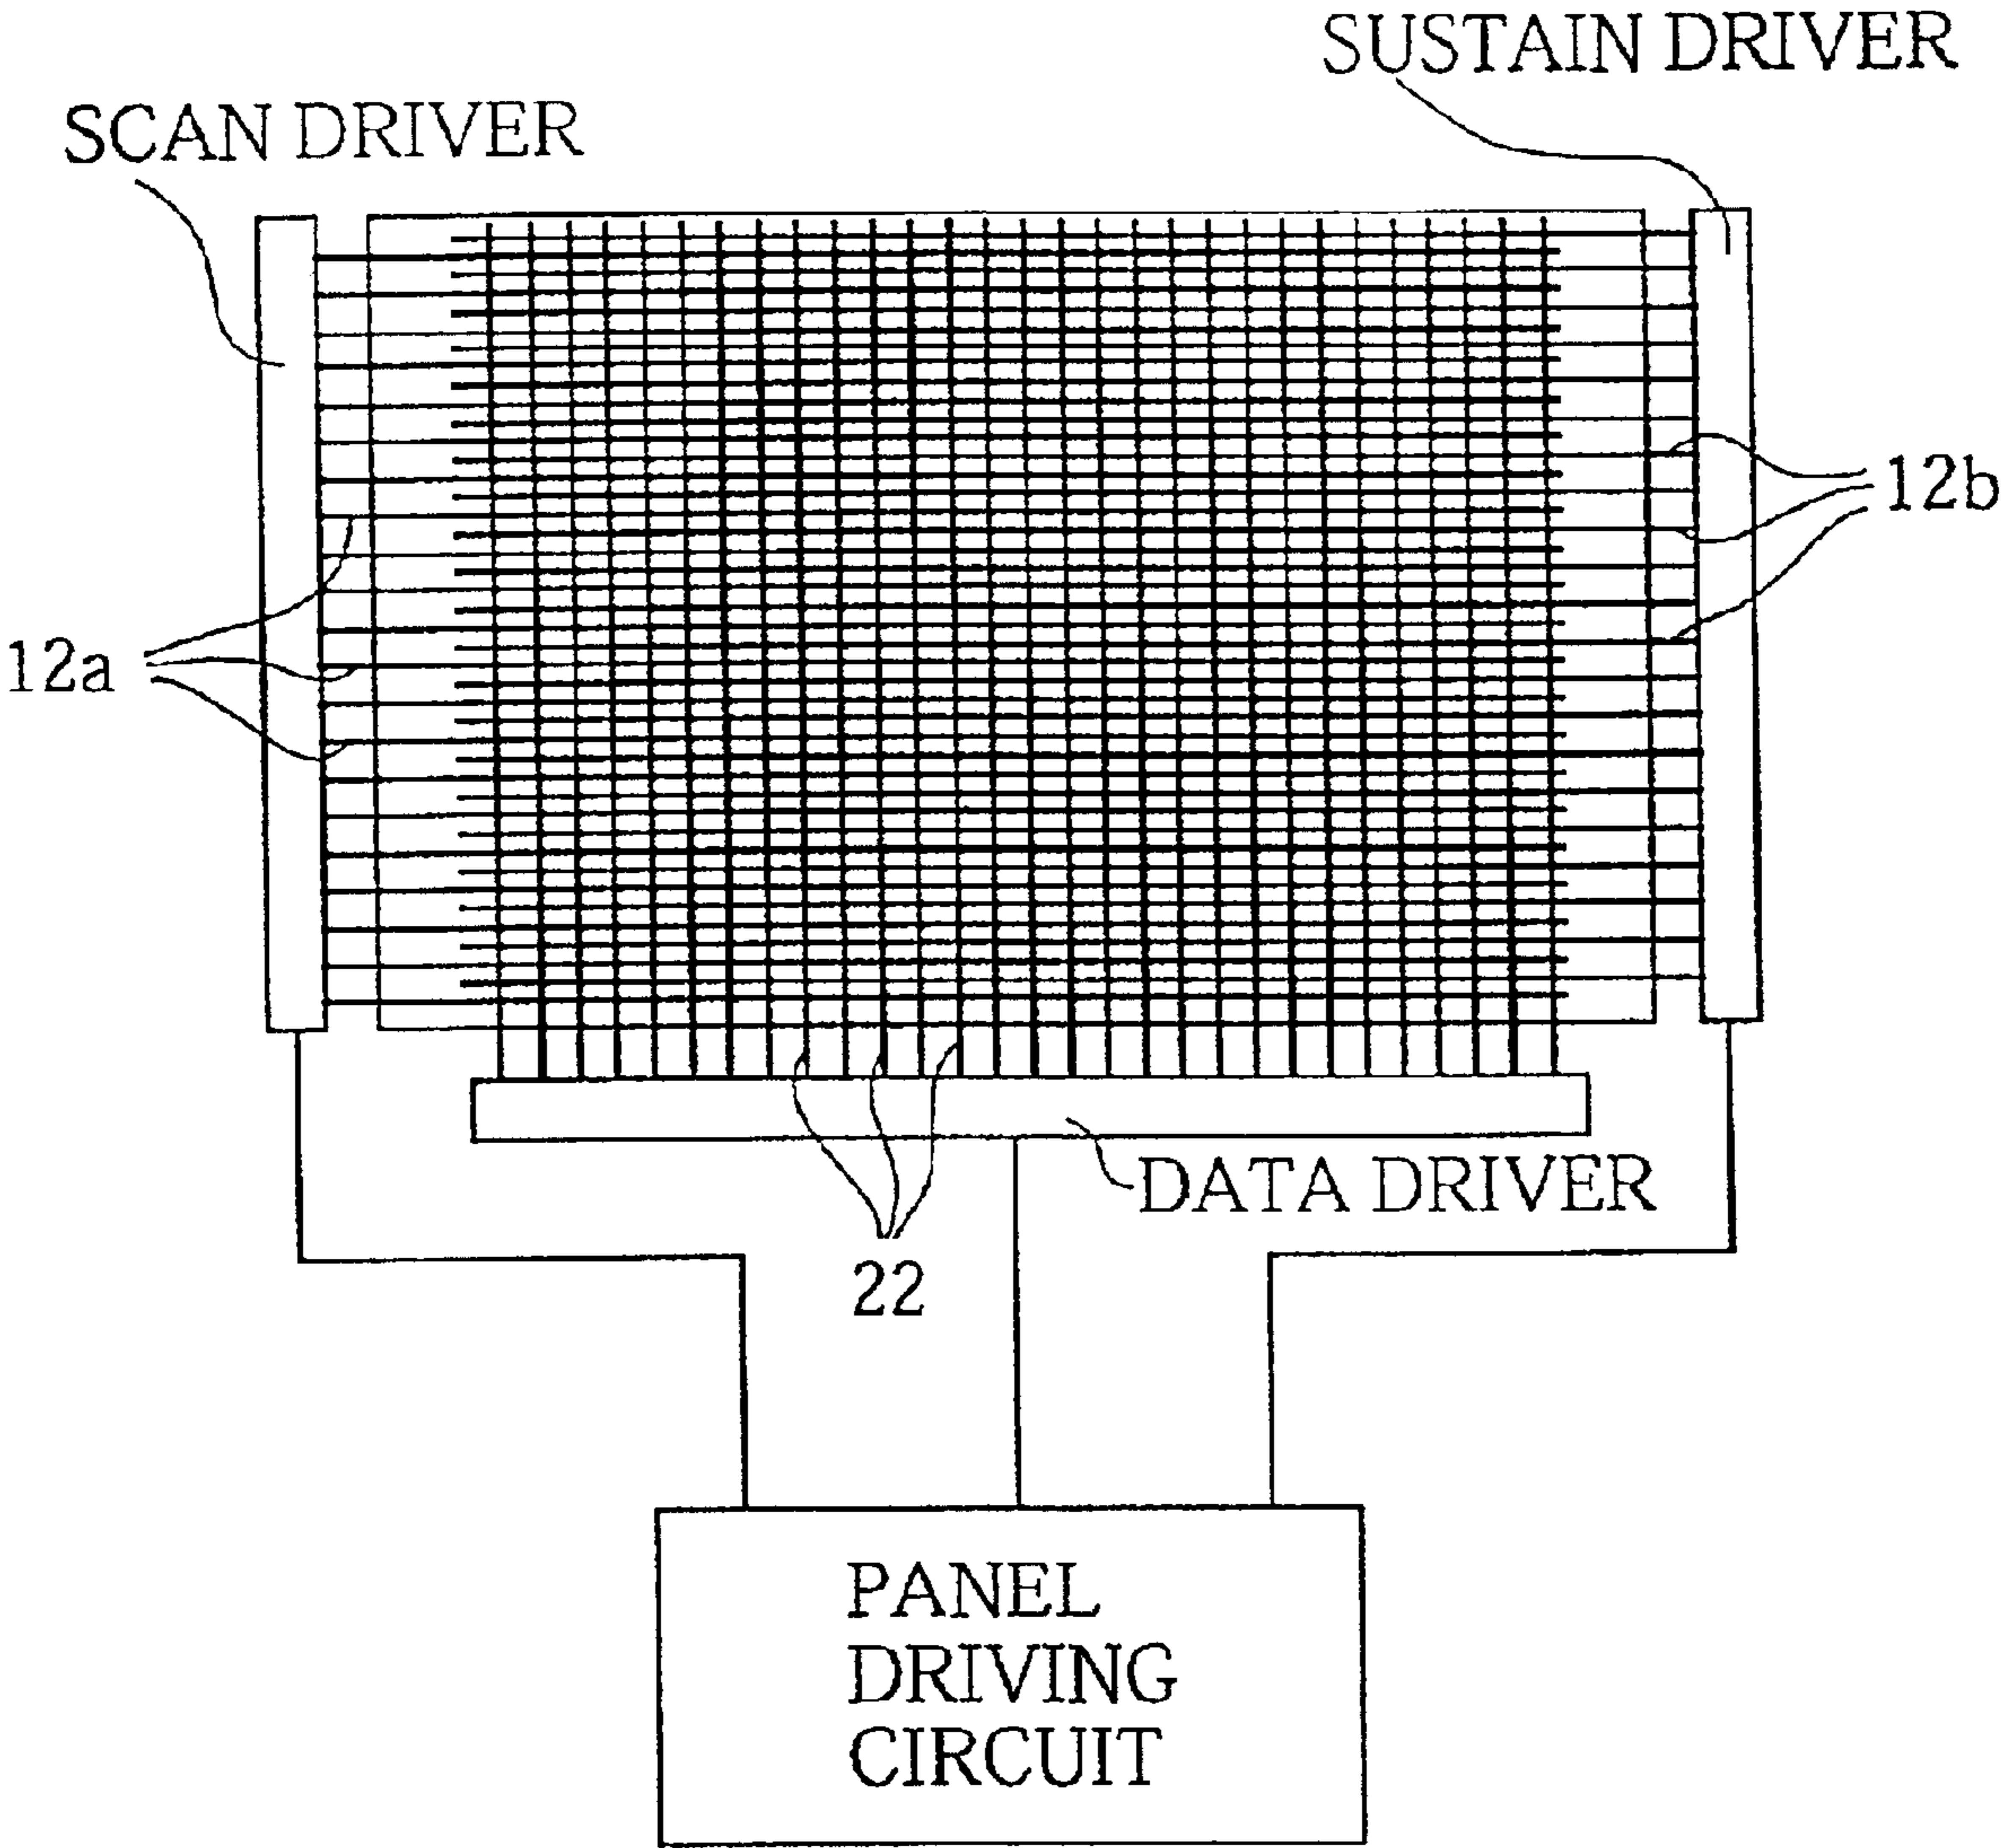 SUSTAIN DRIVER
SCAN DRIVER
12b
12a
DATA DRIVER
22
PANEL
DRIVING
CIRCUIT